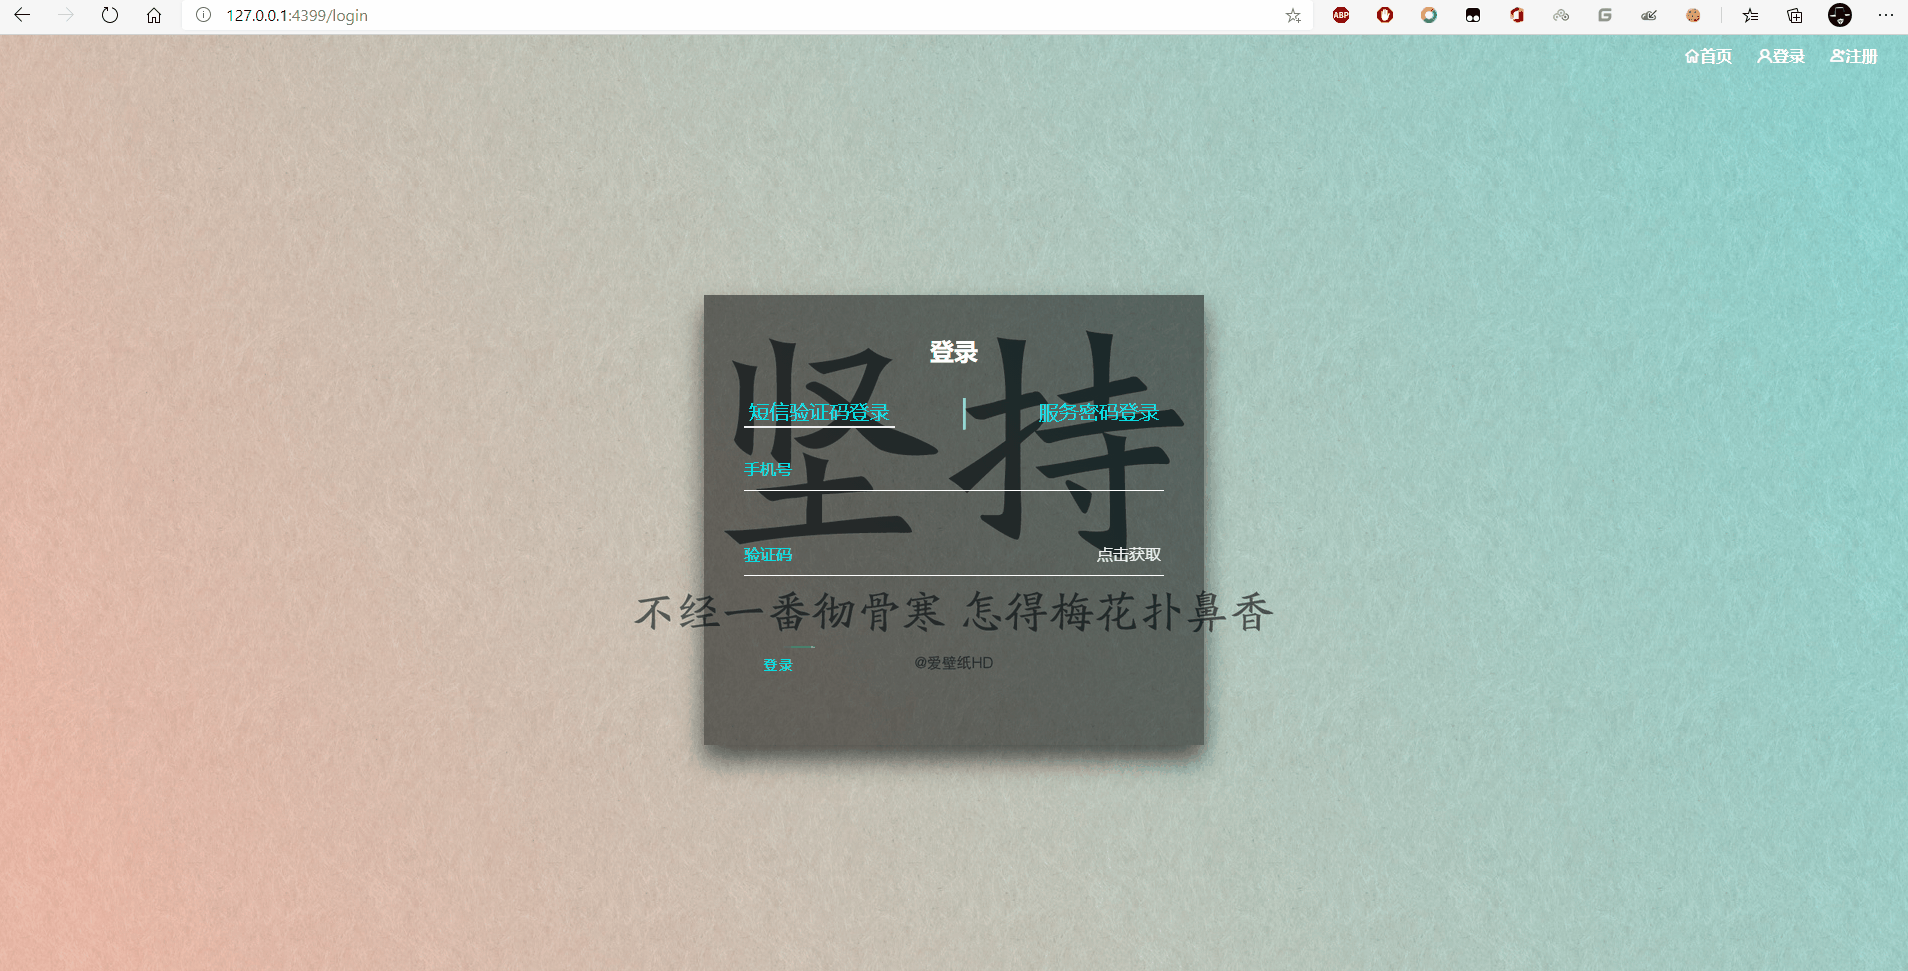 127.0.0.1:4399/login
ABP
首页 登录 注册
登录
坚持
短信验证码登录 服务密码登录
手机号
验证码 点击获取
不经一番彻骨寒 怎得梅花扑鼻香
登录
@爱壁纸HD